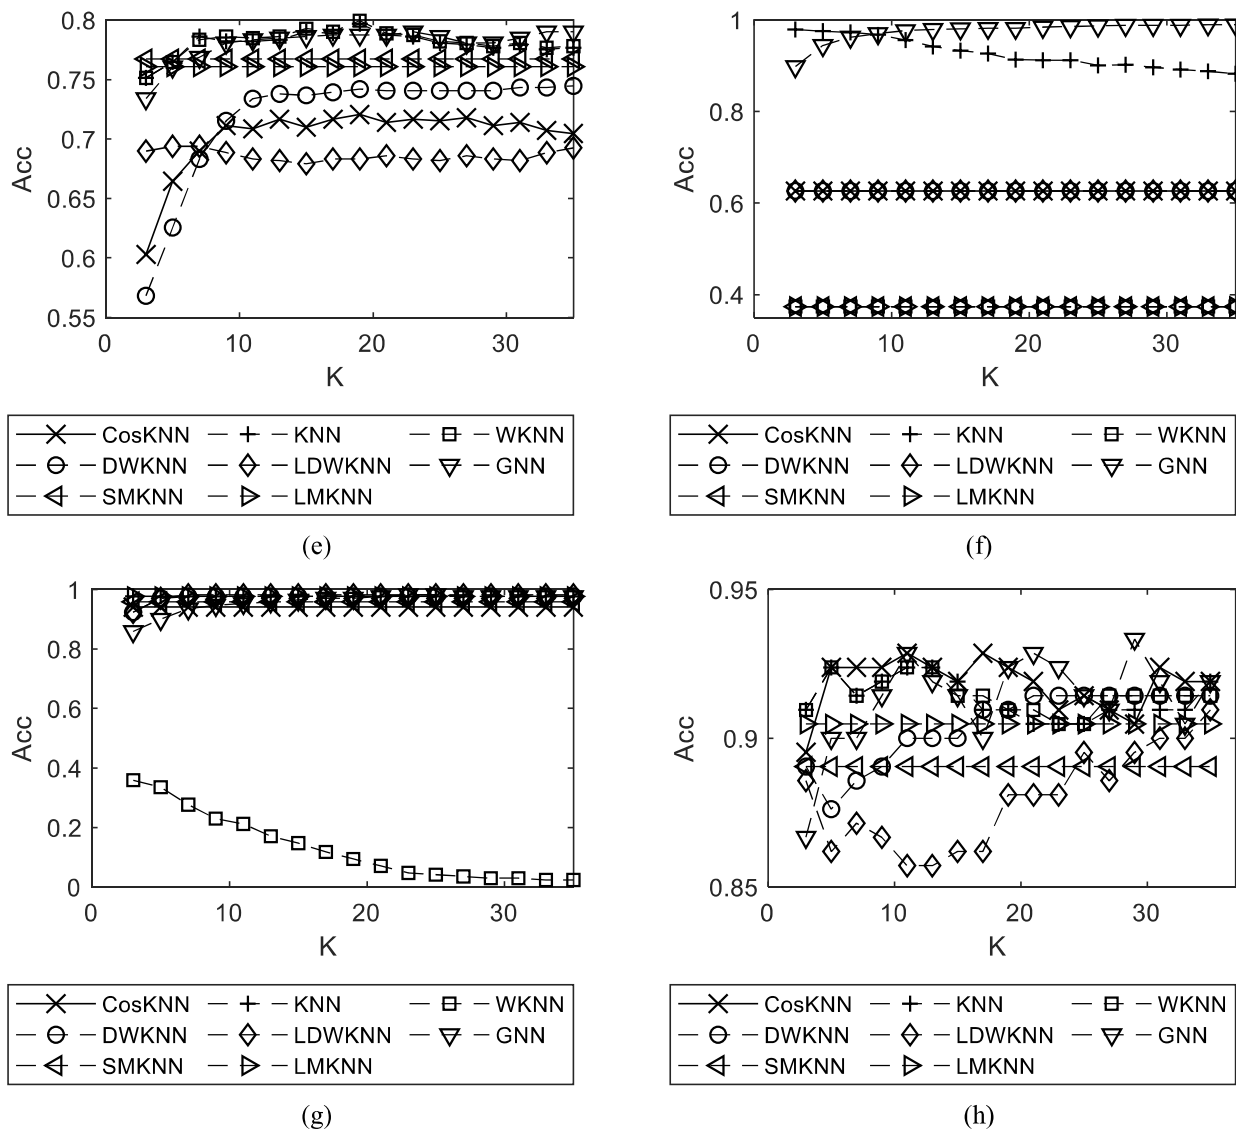 0.8
0.75
0.7
0.65
0.6
0.55
Acc
0 10 20 30
K
CosKNN KNN WKNN
DWKNN LDWKNN GNN
SMKNN LMKNN
(e)
1
0.8
0.6
0.4
Acc
0 10 20 30
K
CosKNN KNN WKNN
DWKNN LDWKNN GNN
SMKNN LMKNN
(f)
1
0.8
0.6
0.4
0.2
0
Acc
0 10 20 30
K
CosKNN KNN WKNN
DWKNN LDWKNN GNN
SMKNN LMKNN
(g)
0.95
0.9
0.85
Acc
0 10 20 30
K
CosKNN KNN WKNN
DWKNN LDWKNN GNN
SMKNN LMKNN
(h)